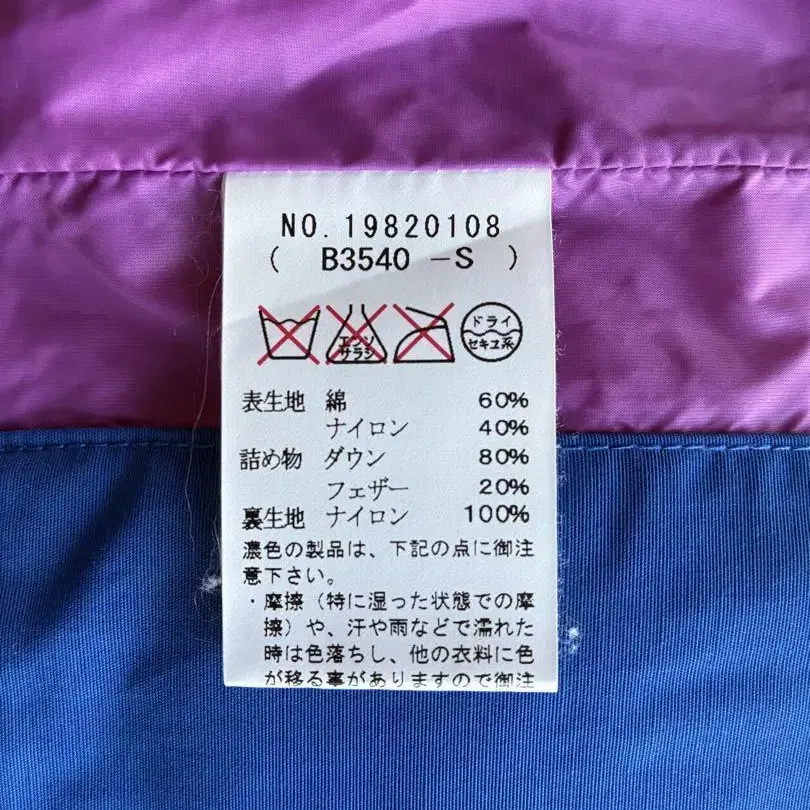 NO.19820108
( B3540 -S )
エンソ サラシ
ドライ
セキユ系
表生地 綿 60%
ナイロン 40%
詰め物 ダウン 80%
フェザー 20%
裏生地 ナイロン 100%
濃色の製品は、下記の点に御注
意下さい。
・摩擦（特に湿った状態での摩
擦）や、汗や雨などで濡れた
時は色落ちし、他の衣料に色
が移る事がありますので御注